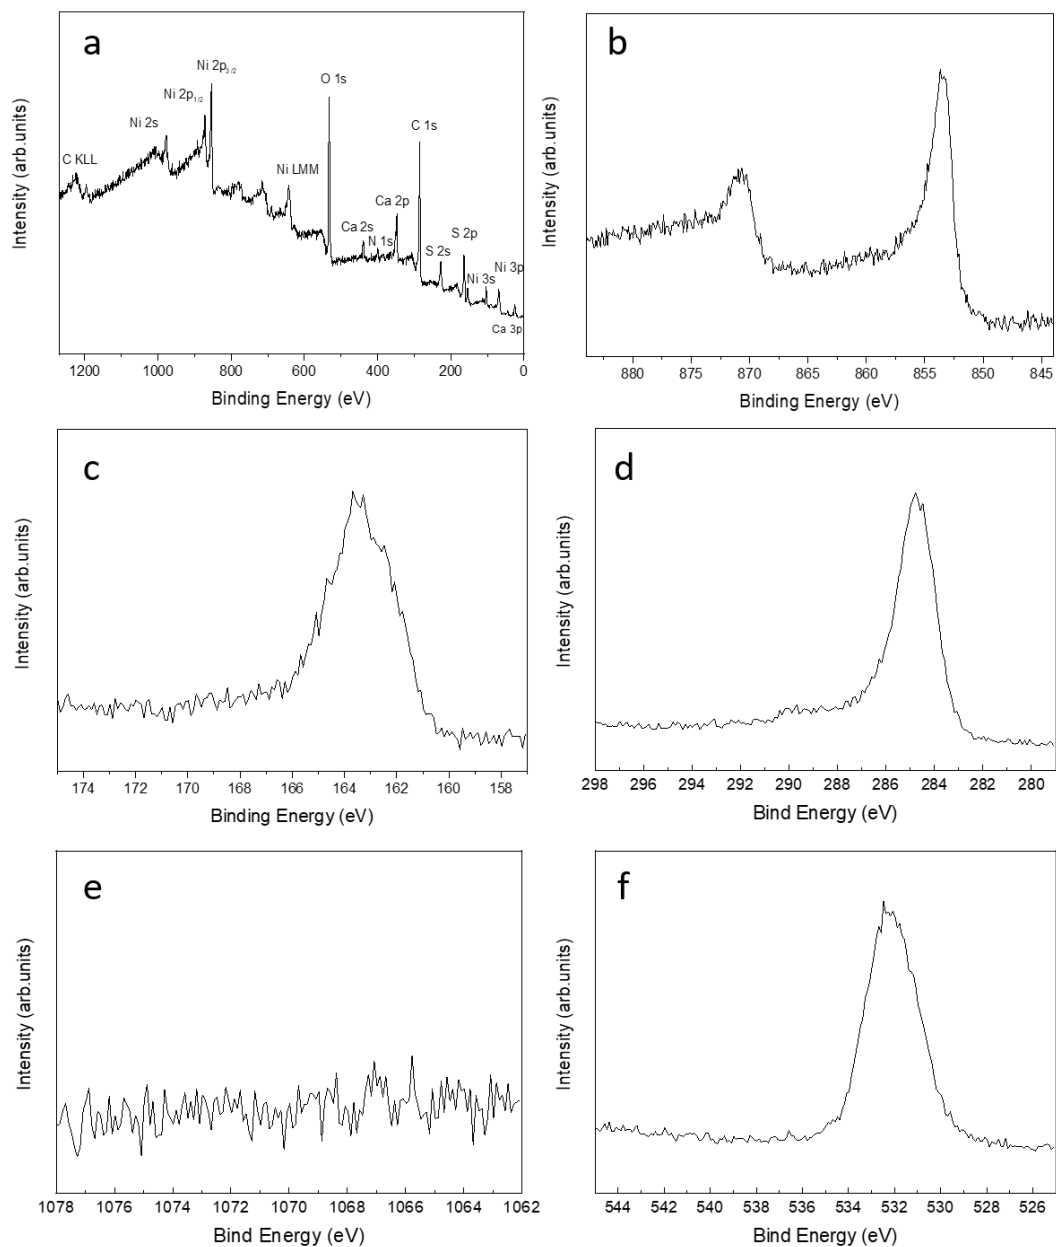 a
Ni 2p3/2
Ni 2p1/2
O 1s
C 1s
Ni 2s
C KLL
Ni LMM
Ca 2p
Ca 2s
N 1s
S 2p
S 2s
Ni 3p
Ni 3s
Ca 3p
Intensity (arb.units)
1200 1000 800 600 400 200 0
Binding Energy (eV)
b
Intensity (arb.units)
880 875 870 865 860 855 850 845
Binding Energy (eV)
c
Intensity (arb.units)
174 172 170 168 166 164 162 160 158
Binding Energy (eV)
d
Intensity (arb.units)
298 296 294 292 290 288 286 284 282 280
Bind Energy (eV)
e
Intensity (arb.units)
1078 1076 1074 1072 1070 1068 1066 1064 1062
Bind Energy (eV)
f
Intensity (arb.units)
544 542 540 538 536 534 532 530 528 526
Bind Energy (eV)